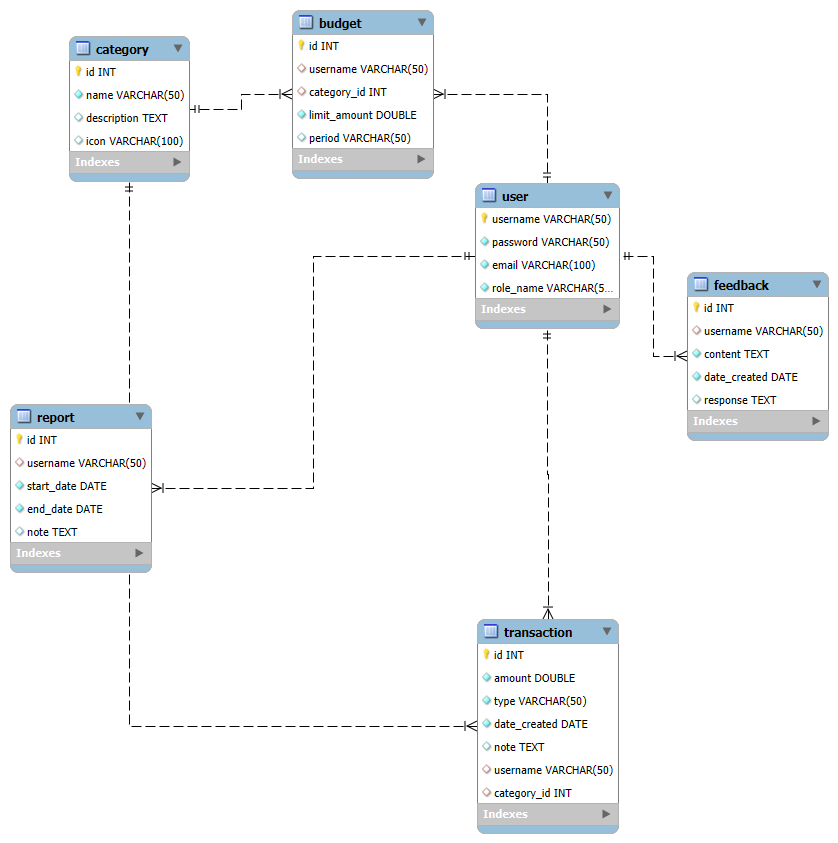 category
id INT
name VARCHAR(50)
description TEXT
icon VARCHAR(100)
Indexes
budget
id INT
username VARCHAR(50)
category_id INT
limit_amount DOUBLE
period VARCHAR(50)
Indexes
user
username VARCHAR(50)
password VARCHAR(50)
email VARCHAR(100)
role_name VARCHAR(5...
Indexes
feedback
id INT
username VARCHAR(50)
content TEXT
date_created DATE
response TEXT
Indexes
report
id INT
username VARCHAR(50)
start_date DATE
end_date DATE
note TEXT
Indexes
transaction
id INT
amount DOUBLE
type VARCHAR(50)
date_created DATE
note TEXT
username VARCHAR(50)
category_id INT
Indexes